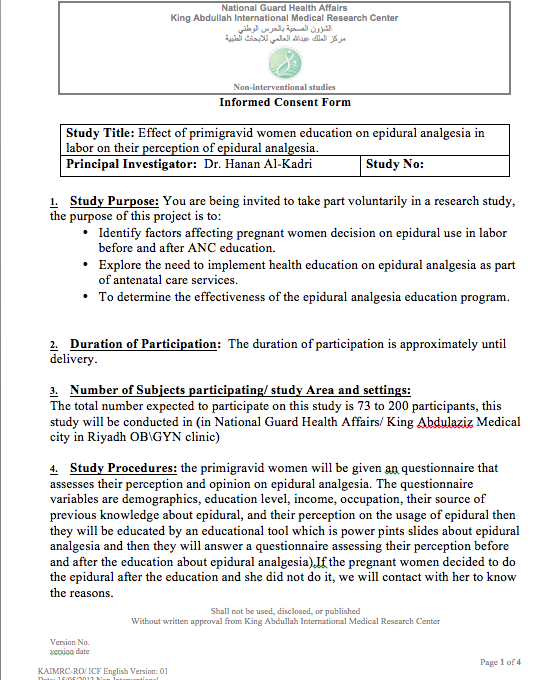 National Guard Health Affairs
King Abdullah International Medical Research Center
الشؤون الصحية بالحرس الوطني
مركز الملك عبدالله العالمي للأبحاث الطبية
Non-interventional studies
Informed Consent Form
Study Title: Effect of primigravid women education on epidural analgesia in
labor on their perception of epidural analgesia.
Principal Investigator: Dr. Hanan Al-Kadri Study No:
1. Study Purpose: You are being invited to take part voluntarily in a research study,
the purpose of this project is to:
• Identify factors affecting pregnant women decision on epidural use in labor
before and after ANC education.
• Explore the need to implement health education on epidural analgesia as part
of antenatal care services.
• To determine the effectiveness of the epidural analgesia education program.
2. Duration of Participation: The duration of participation is approximately until
delivery.
3. Number of Subjects participating/ study Area and settings:
The total number expected to participate on this study is 73 to 200 participants, this
study will be conducted in (in National Guard Health Affairs/ King Abdulaziz Medical
city in Riyadh OB\GYN clinic)
4. Study Procedures: the primigravid women will be given an questionnaire that
assesses their perception and opinion on epidural analgesia. The questionnaire
variables are demographics, education level, income, occupation, their source of
previous knowledge about epidural, and their perception on the usage of epidural then
they will be educated by an educational tool which is power pints slides about epidural
analgesia and then they will answer a questionnaire assessing their perception before
and after the education about epidural analgesia).If the pregnant women decided to do
the epidural after the education and she did not do it, we will contact with her to know
the reasons.
Shall not be used, disclosed, or published
Without written approval from King Abdullah International Medical Research Center
Version No.
version date
Page 1 of 4
KAIMRC-RO/ ICF English Version: 01